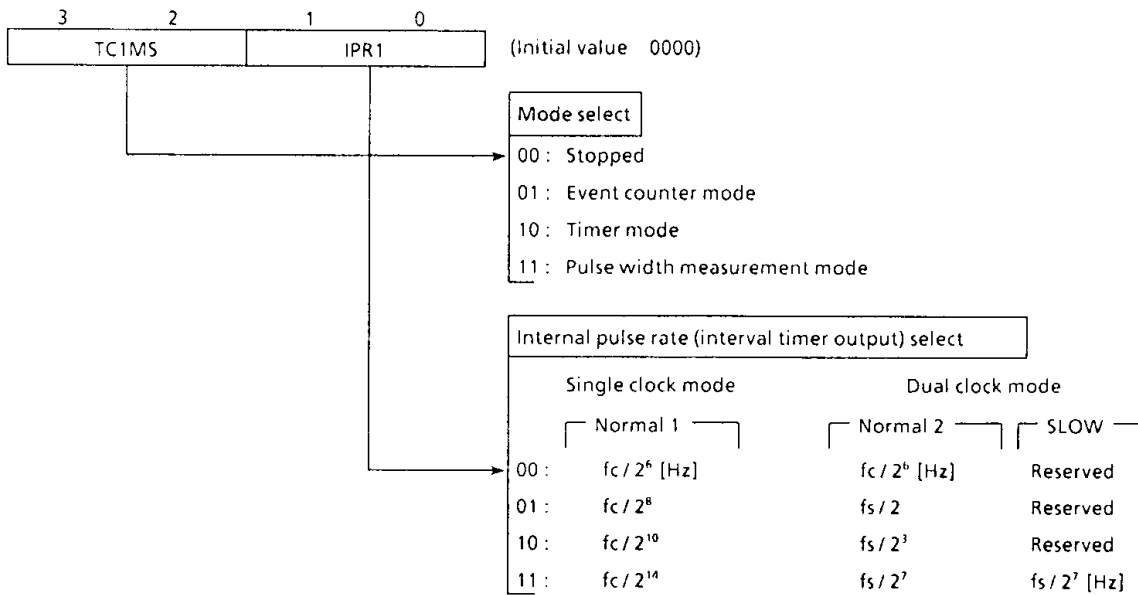 3 2 1 0
TC1MS IPR1 (Initial value 0000)
Mode select
00 : Stopped
01 : Event counter mode
10 : Timer mode
11 : Pulse width measurement mode
Internal pulse rate (interval timer output) select
Single clock mode Dual clock mode
Normal 1 Normal 2 SLOW
00 : fc / 2⁶ [Hz] fc / 2⁶ [Hz] Reserved
01 : fc / 2⁸ fs / 2 Reserved
10 : fc / 2¹⁰ fs / 2³ Reserved
11 : fc / 2¹⁴ fs / 2⁷ fs / 2⁷ [Hz]